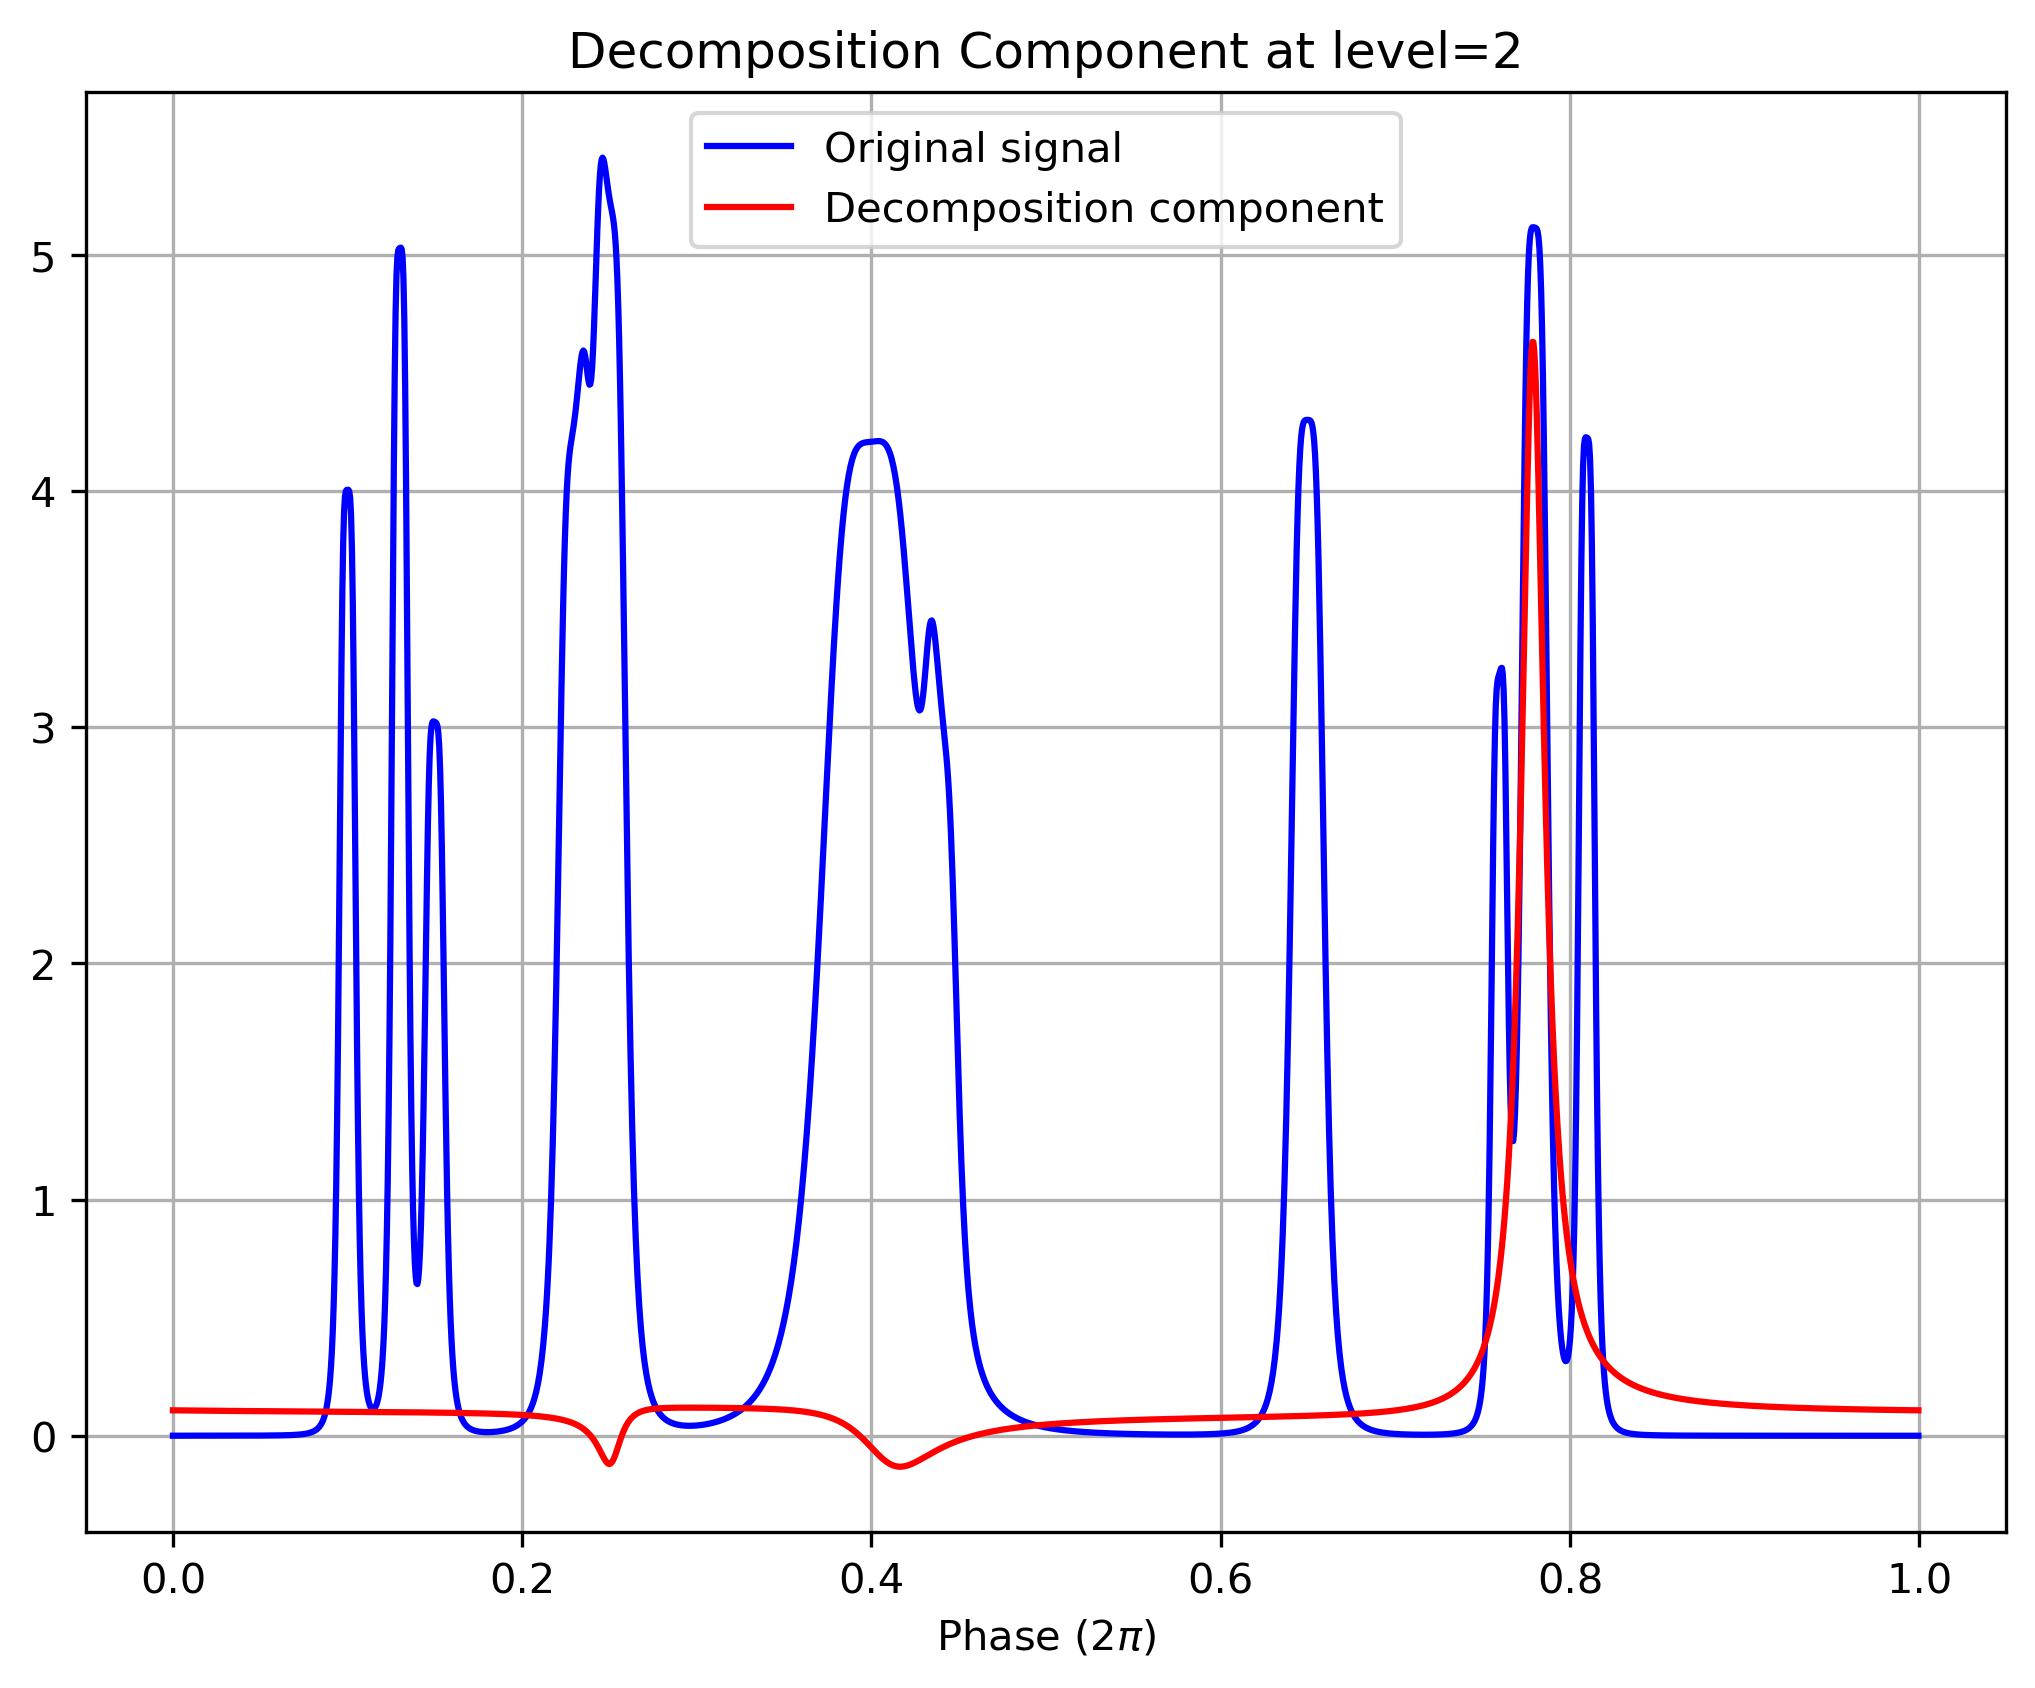 Decomposition Component at level=2
Original signal
Decomposition component
5
4
3
2
1
0
0.0 0.2 0.4 0.6 0.8 1.0
Phase (2π)